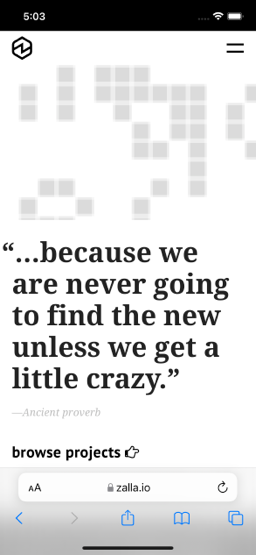 5:03
“...because we
are never going
to find the new
unless we get a
little crazy.”
—Ancient proverb
browse projects
AA
zalla.io